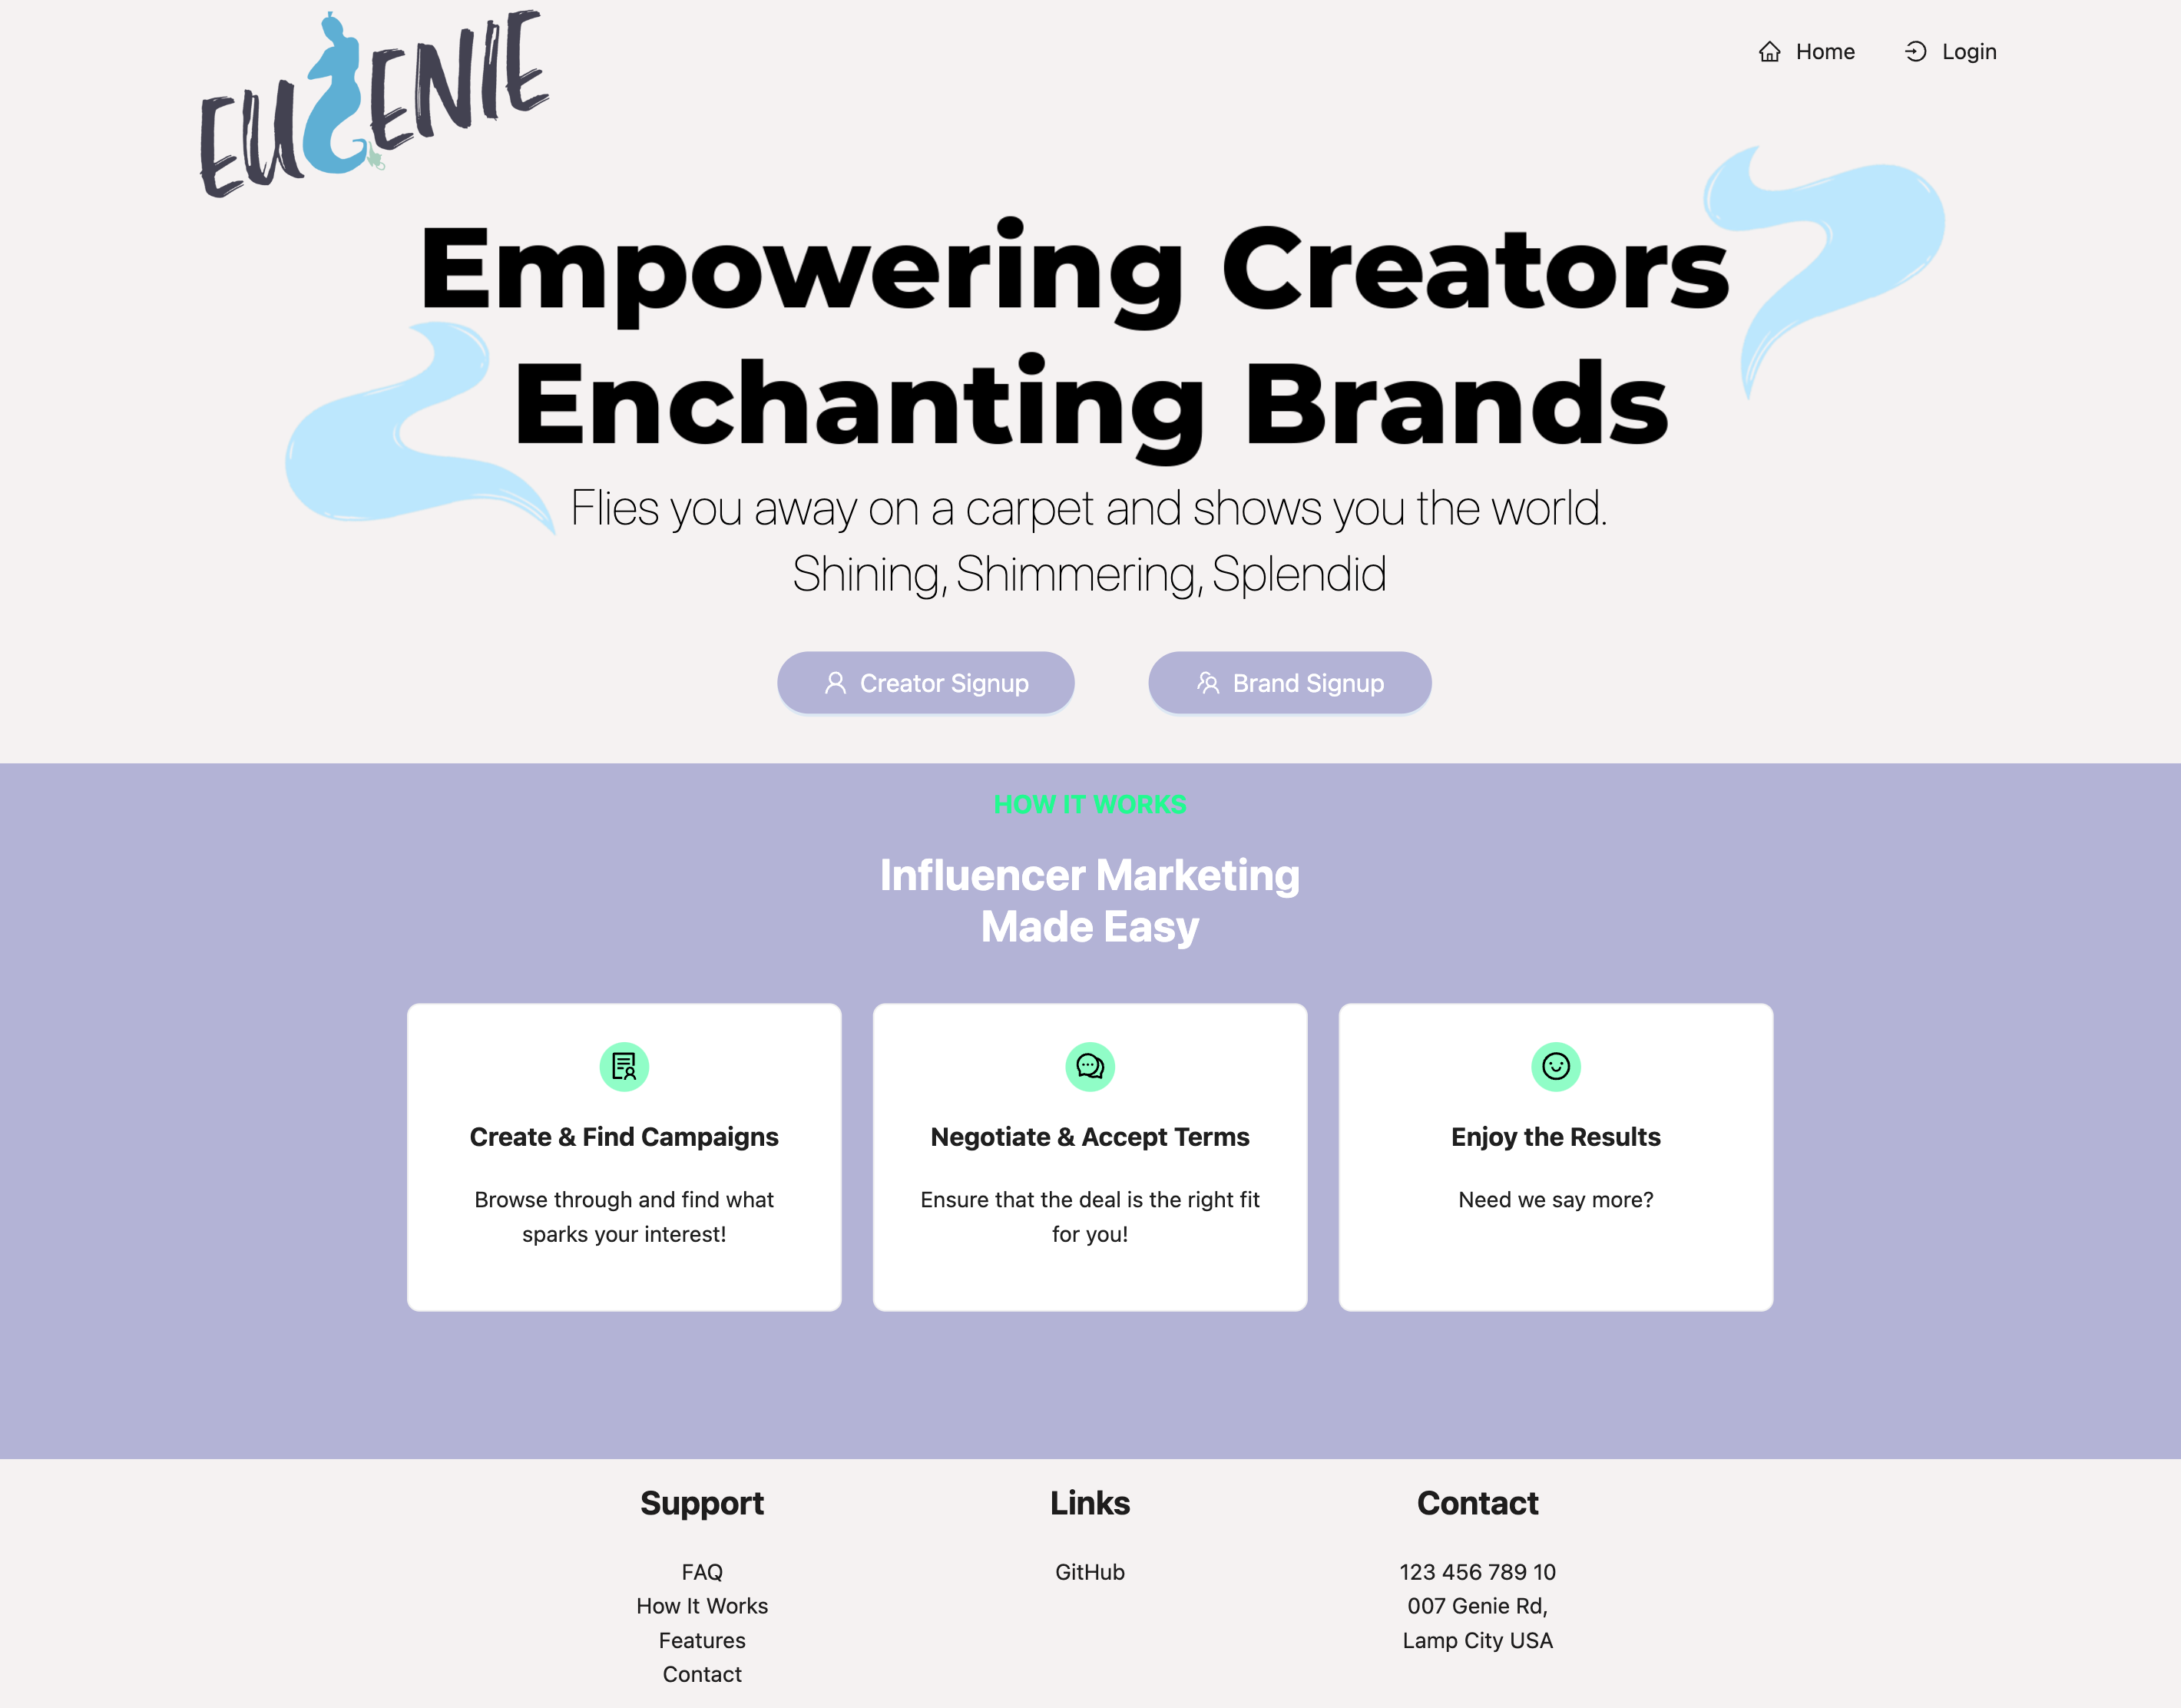 EUGENIE
Home
Login
Empowering Creators
Enchanting Brands
Flies you away on a carpet and shows you the world.
Shining, Shimmering, Splendid
Creator Signup
Brand Signup
HOW IT WORKS
Influencer Marketing
Made Easy
Create & Find Campaigns
Browse through and find what
sparks your interest!
Negotiate & Accept Terms
Ensure that the deal is the right fit
for you!
Enjoy the Results
Need we say more?
Support
FAQ
How It Works
Features
Contact
Links
GitHub
Contact
123 456 789 10
007 Genie Rd,
Lamp City USA